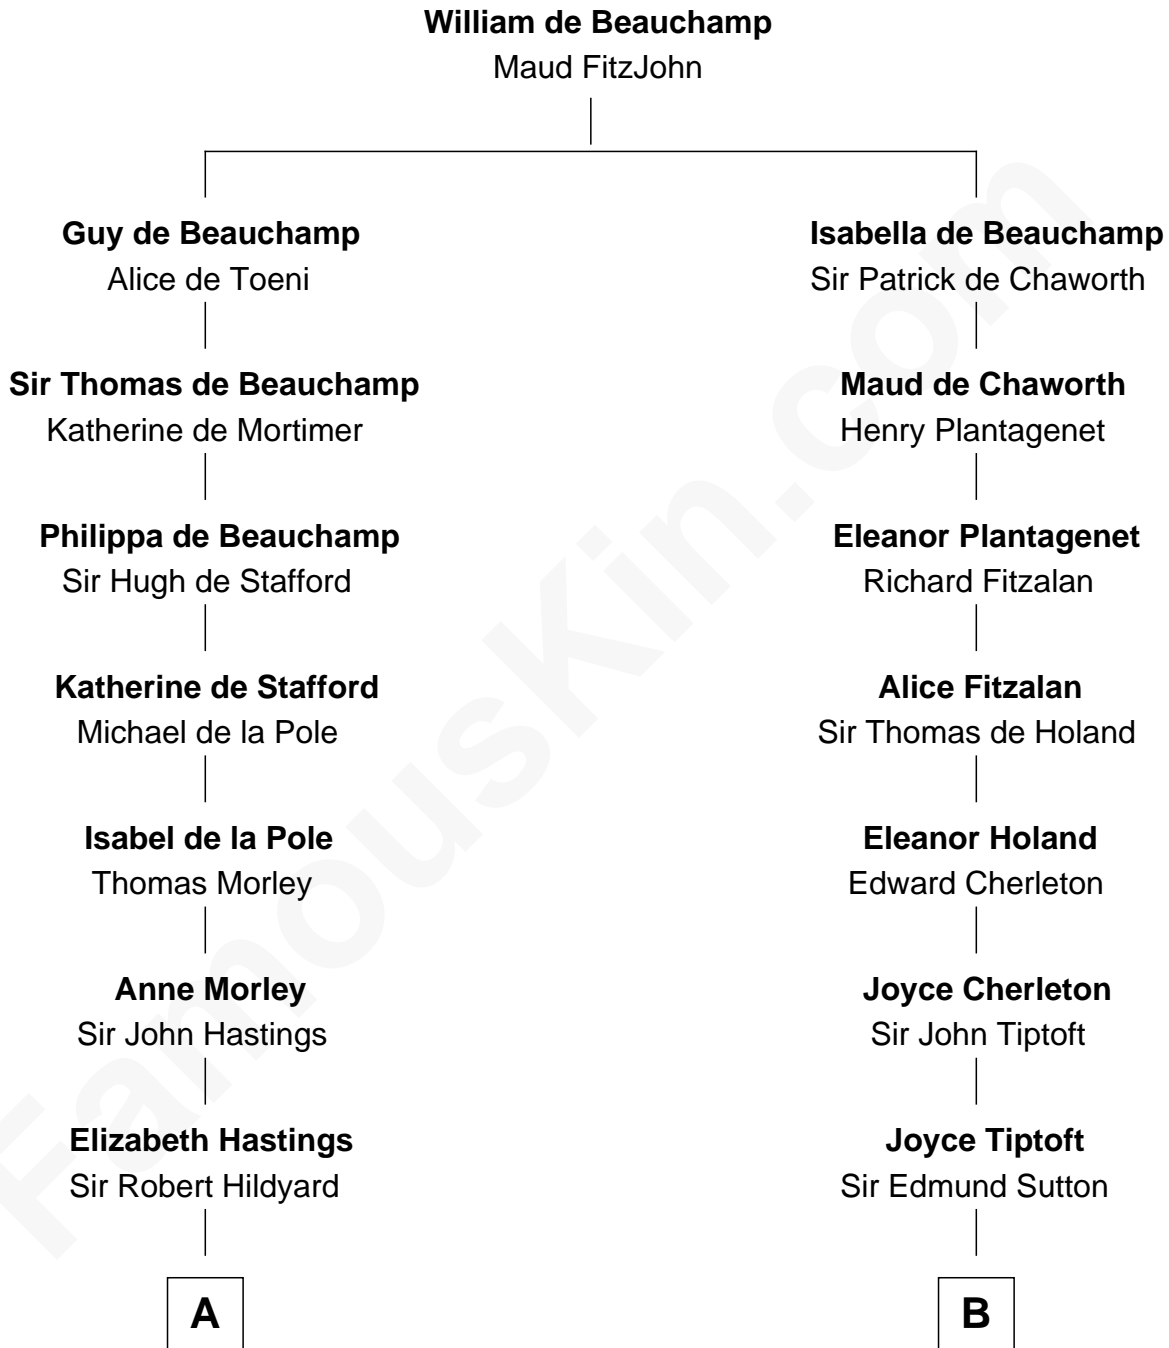 William de Beauchamp
Maud FitzJohn
Guy de Beauchamp
Alice de Toeni
Sir Thomas de Beauchamp
Katherine de Mortimer
Philippa de Beauchamp
Sir Hugh de Stafford
Katherine de Stafford
Michael de la Pole
Isabel de la Pole
Thomas Morley
Anne Morley
Sir John Hastings
Elizabeth Hastings
Sir Robert Hildyard
A
Isabella de Beauchamp
Sir Patrick de Chaworth
Maud de Chaworth
Henry Plantagenet
Eleanor Plantagenet
Richard Fitzalan
Alice Fitzalan
Sir Thomas de Holand
Eleanor Holand
Edward Cherleton
Joyce Cherleton
Sir John Tiptoft
Joyce Tiptoft
Sir Edmund Sutton
B
FamousKin.com